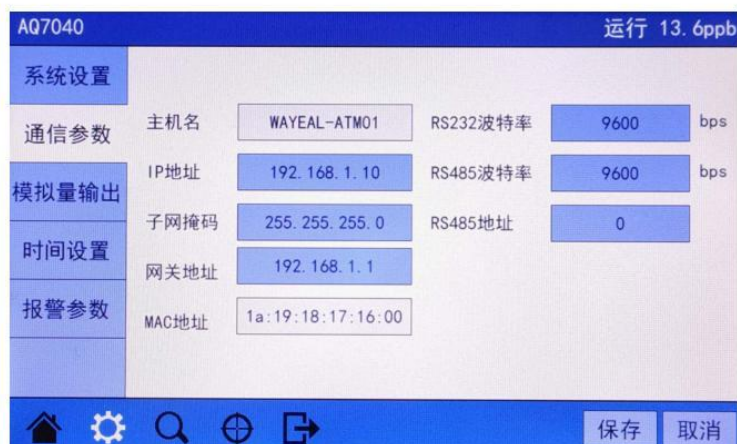 AQ7040
运行 13.6ppb
系统设置
通信参数
模拟量输出
时间设置
报警参数
主机名 WAYEAL-ATM01
IP地址 192.168.1.10
子网掩码 255.255.255.0
网关地址 192.168.1.1
MAC地址 1a:19:18:17:16:00
RS232波特率 9600 bps
RS485波特率 9600 bps
RS485地址 0
保存
取消